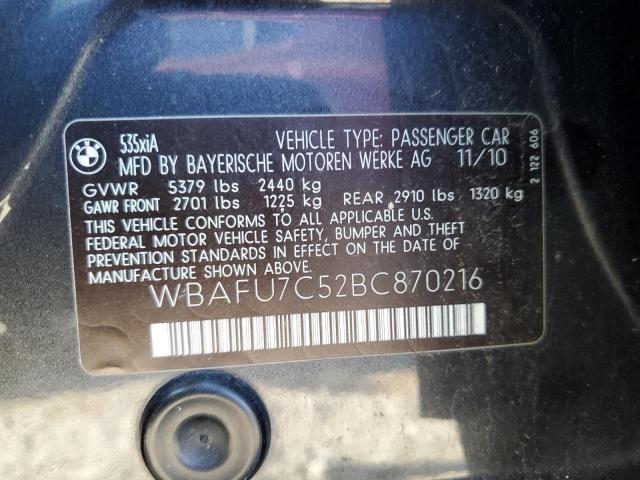 BMW
535xiA
VEHICLE TYPE: PASSENGER CAR
MFD BY BAYERISCHE MOTOREN WERKE AG 11/10
GVWR 5379 lbs 2440 kg
GAWR FRONT 2701 lbs 1225 kg REAR 2910 lbs 1320 kg
THIS VEHICLE CONFORMS TO ALL APPLICABLE U.S.
FEDERAL MOTOR VEHICLE SAFETY, BUMPER AND THEFT
PREVENTION STANDARDS IN EFFECT ON THE DATE OF
MANUFACTURE SHOWN ABOVE.
WBAFU7C52BC870216
2 122 606